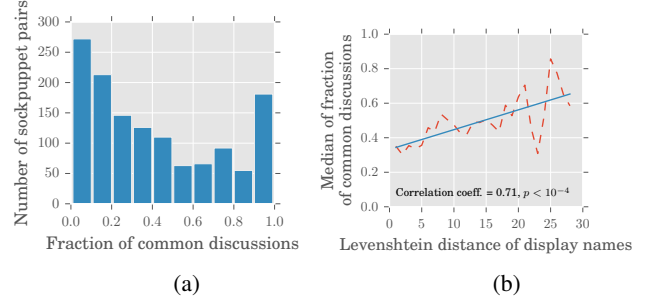 300
250
200
150
100
50
0
Number of sockpuppet pairs
0.0 0.2 0.4 0.6 0.8 1.0
Fraction of common discussions
(a)
1.0
0.8
0.6
0.4
0.2
0.0
Median of fraction
of common discussions
Correlation coeff. = 0.71, p < 10⁻⁴
0 5 10 15 20 25 30
Levenshtein distance of display names
(b)